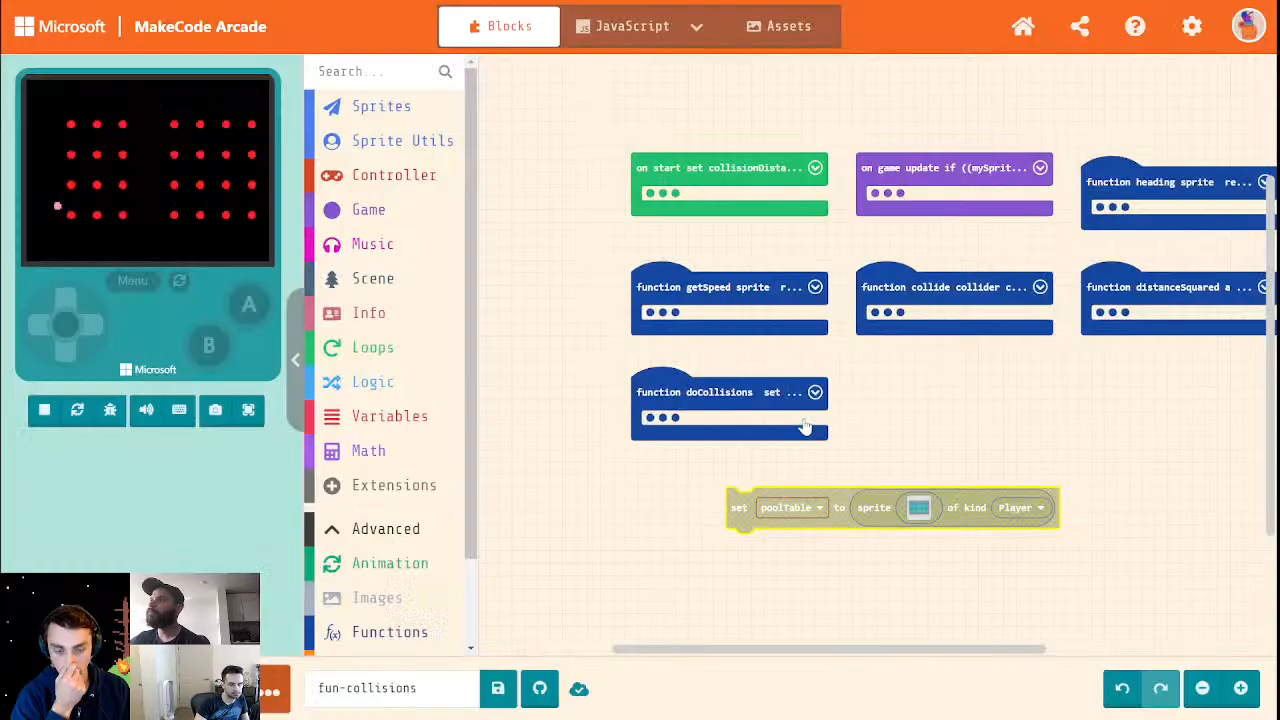 Microsoft MakeCode Arcade
Blocks
JavaScript
Assets
Menu
A
B
Microsoft
Search...
Sprites
Sprite Utils
Controller
Game
Music
Scene
Info
Loops
Logic
Variables
Math
Extensions
Advanced
Animation
Images
Functions
on start set collisionDista...
on game update if ((mySprit...
function heading sprite re...
function getSpeed sprite r...
function collide collider c...
function distanceSquared a ...
function doCollisions set ...
set poolTable to sprite of kind Player
fun-collisions